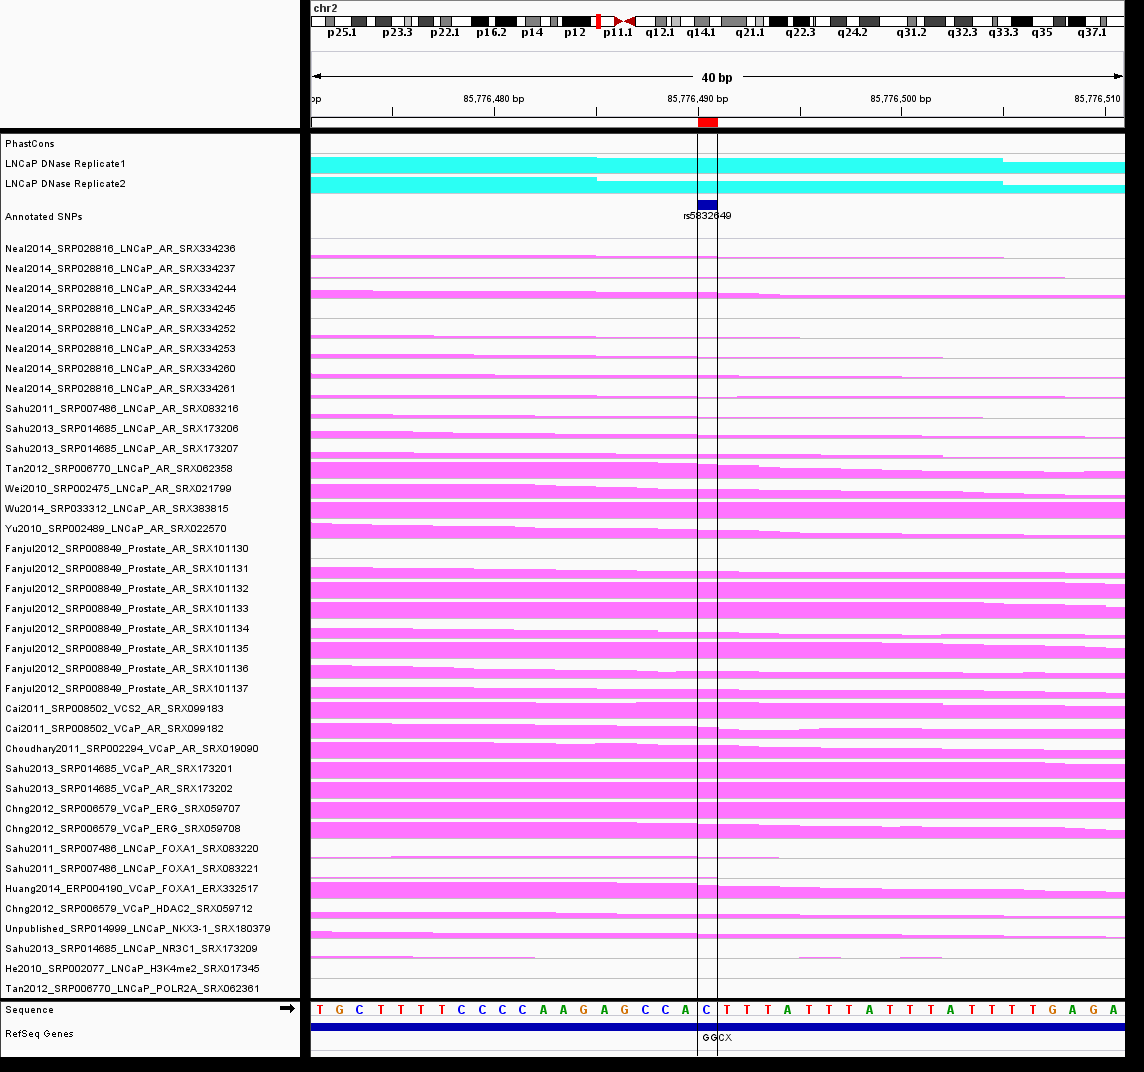 chr2
p25.1 p23.3 p22.1 p16.2 p14 p12 p11.1 q12.1 q14.1 q21.1 q22.3 q24.2 q31.2 q32.3 q33.3 q35 q37.1
40 bp
bp 85,776,480 bp 85,776,490 bp 85,776,500 bp 85,776,510
PhastCons
LNCaP DNase Replicate1
LNCaP DNase Replicate2
Annotated SNPs rs5832649
Neal2014_SRP028816_LNCaP_AR_SRX334236
Neal2014_SRP028816_LNCaP_AR_SRX334237
Neal2014_SRP028816_LNCaP_AR_SRX334244
Neal2014_SRP028816_LNCaP_AR_SRX334245
Neal2014_SRP028816_LNCaP_AR_SRX334252
Neal2014_SRP028816_LNCaP_AR_SRX334253
Neal2014_SRP028816_LNCaP_AR_SRX334260
Neal2014_SRP028816_LNCaP_AR_SRX334261
Sahu2011_SRP007486_LNCaP_AR_SRX083216
Sahu2013_SRP014685_LNCaP_AR_SRX173206
Sahu2013_SRP014685_LNCaP_AR_SRX173207
Tan2012_SRP006770_LNCaP_AR_SRX062358
Wei2010_SRP002475_LNCaP_AR_SRX021799
Wu2014_SRP033312_LNCaP_AR_SRX383815
Yu2010_SRP002489_LNCaP_AR_SRX022570
Fanjul2012_SRP008849_Prostate_AR_SRX101130
Fanjul2012_SRP008849_Prostate_AR_SRX101131
Fanjul2012_SRP008849_Prostate_AR_SRX101132
Fanjul2012_SRP008849_Prostate_AR_SRX101133
Fanjul2012_SRP008849_Prostate_AR_SRX101134
Fanjul2012_SRP008849_Prostate_AR_SRX101135
Fanjul2012_SRP008849_Prostate_AR_SRX101136
Fanjul2012_SRP008849_Prostate_AR_SRX101137
Cai2011_SRP008502_VCS2_AR_SRX099183
Cai2011_SRP008502_VCaP_AR_SRX099182
Choudhary2011_SRP002294_VCaP_AR_SRX019090
Sahu2013_SRP014685_VCaP_AR_SRX173201
Sahu2013_SRP014685_VCaP_AR_SRX173202
Chng2012_SRP006579_VCaP_ERG_SRX059707
Chng2012_SRP006579_VCaP_ERG_SRX059708
Sahu2011_SRP007486_LNCaP_FOXA1_SRX083220
Sahu2011_SRP007486_LNCaP_FOXA1_SRX083221
Huang2014_ERP004190_VCaP_FOXA1_ERX332517
Chng2012_SRP006579_VCaP_HDAC2_SRX059712
Unpublished_SRP014999_LNCaP_NKX3-1_SRX180379
Sahu2013_SRP014685_LNCaP_NR3C1_SRX173209
He2010_SRP002077_LNCaP_H3K4me2_SRX017345
Tan2012_SRP006770_LNCaP_POLR2A_SRX062361
Sequence T G C T T T T C C C C A A G A G C C A C T T T A T T T A T T T A T T T T G A G A
RefSeq Genes GGCX